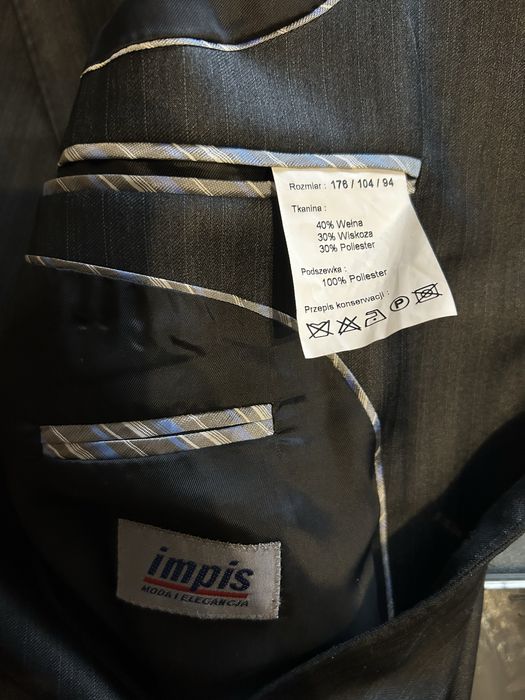 Rozmiar : 176 / 104 / 94
Tkanina :
40% Wełna
30% Wiskoza
30% Poliester
Podszewka :
100% Poliester
Przepis konserwacji :
P
impis
MODA I ELEGANCJA